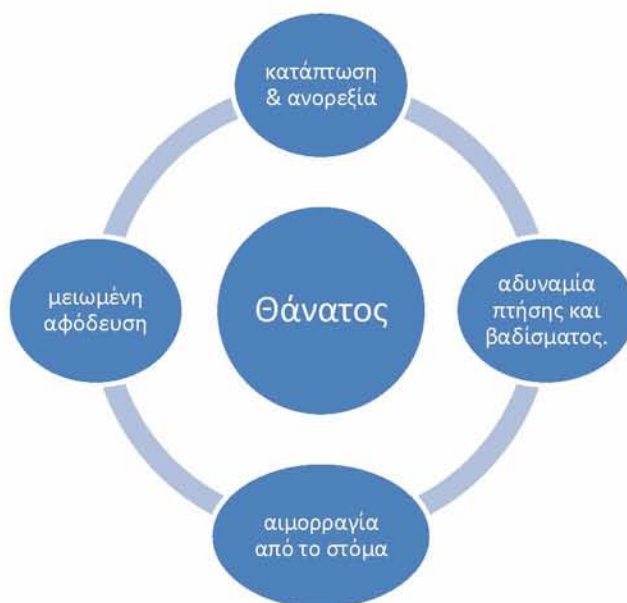 κατάπτωση
& ανορεξία
μειωμένη
αφόδευση
Θάνατος
αδυναμία
πτήσης και
βαδίσματος.
αιμορραγία
από το στόμα